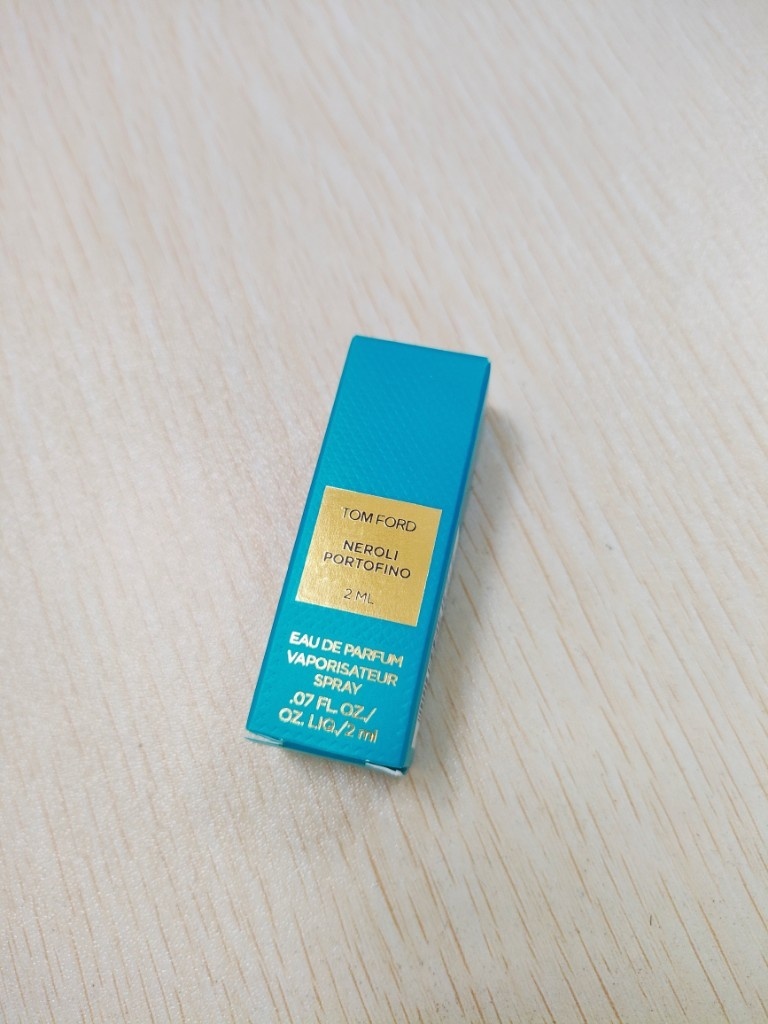 TOM FORD
NEROLI
PORTOFINO
2 ML
EAU DE PARFUM
VAPORISATEUR
SPRAY
.07 FL. OZ./
OZ. LIQ./2 ml